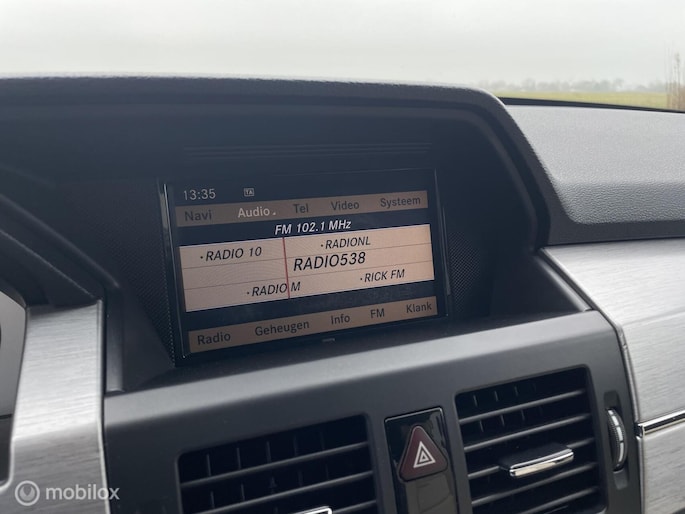 13:35 TA
Navi Audio Tel Video Systeem
FM 102.1 MHz
RADIO 10 RADIONL
RADIO538
RADIO M RICK FM
Radio Geheugen Info FM Klank
mobilox